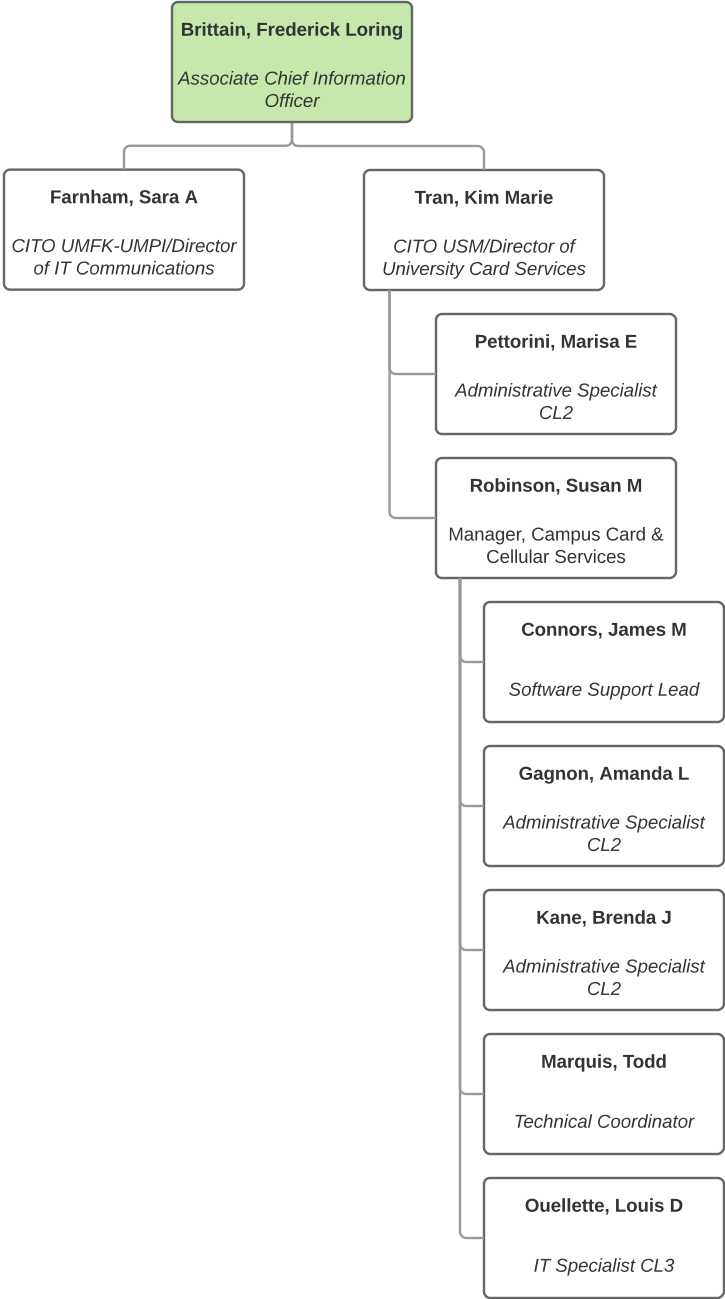 Brittain, Frederick Loring
Associate Chief Information
Officer
Farnham, Sara A
CITO UMFK-UMPI/Director
of IT Communications
Tran, Kim Marie
CITO USM/Director of
University Card Services
Pettorini, Marisa E
Administrative Specialist
CL2
Robinson, Susan M
Manager, Campus Card &
Cellular Services
Connors, James M
Software Support Lead
Gagnon, Amanda L
Administrative Specialist
CL2
Kane, Brenda J
Administrative Specialist
CL2
Marquis, Todd
Technical Coordinator
Ouellette, Louis D
IT Specialist CL3